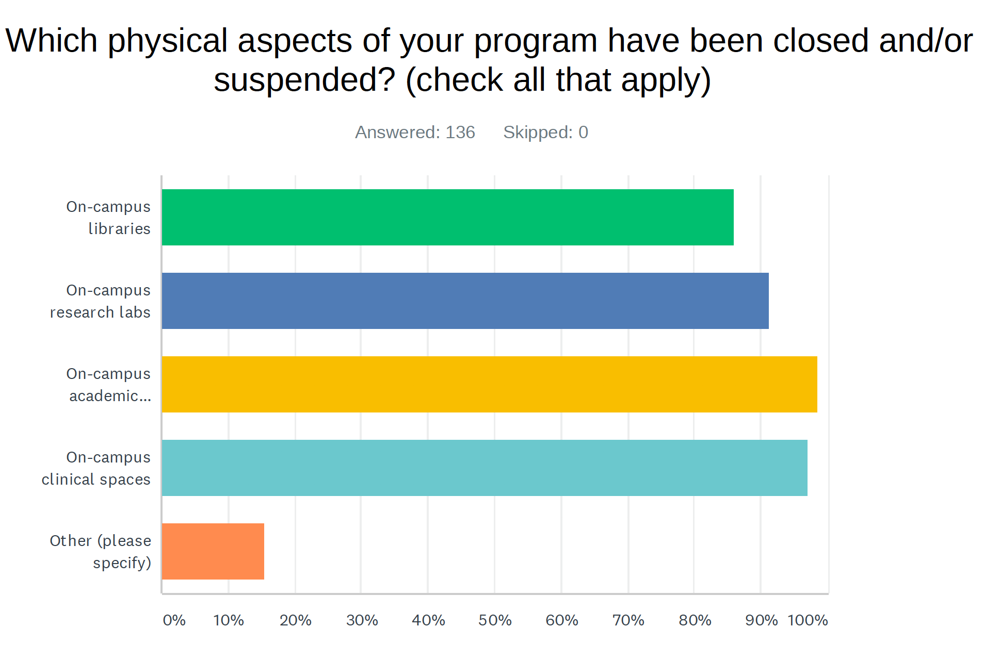 Which physical aspects of your program have been closed and/or
suspended? (check all that apply)
Answered: 136 Skipped: 0
On-campus
libraries
On-campus
research labs
On-campus
academic...
On-campus
clinical spaces
Other (please
specify)
0% 10% 20% 30% 40% 50% 60% 70% 80% 90% 100%